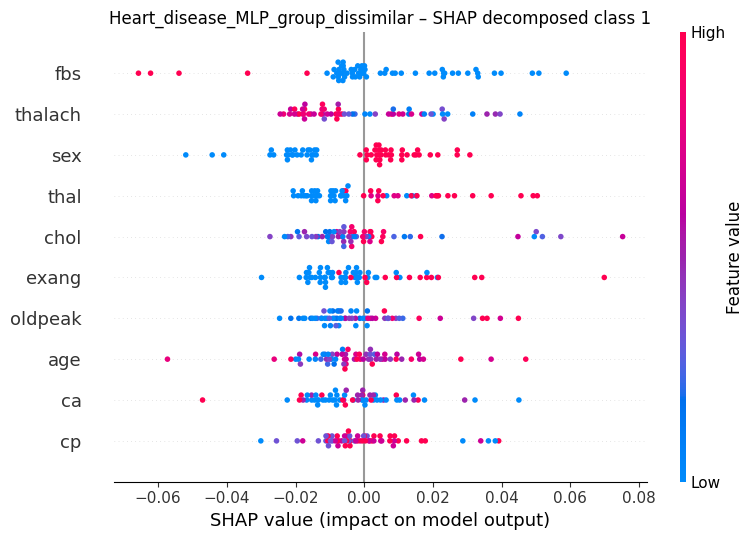 Heart_disease_MLP_group_dissimilar – SHAP decomposed class 1
High
fbs
thalach
sex
thal
chol
exang
oldpeak
age
ca
cp
Feature value
Low
−0.06 −0.04 −0.02 0.00 0.02 0.04 0.06 0.08
SHAP value (impact on model output)